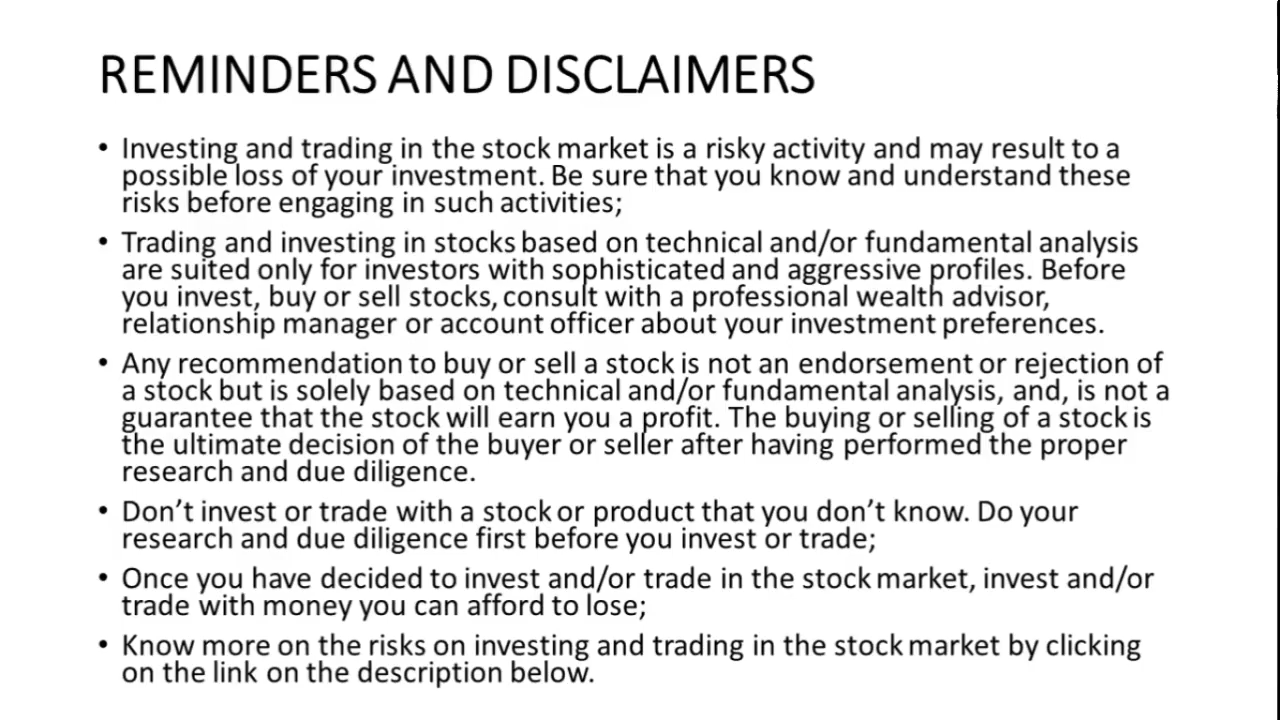 REMINDERS AND DISCLAIMERS
• Investing and trading in the stock market is a risky activity and may result to a
possible loss of your investment. Be sure that you know and understand these
risks before engaging in such activities;
• Trading and investing in stocks based on technical and/or fundamental analysis
are suited only for investors with sophisticated and aggressive profiles. Before
you invest, buy or sell stocks, consult with a professional wealth advisor,
relationship manager or account officer about your investment preferences.
• Any recommendation to buy or sell a stock is not an endorsement or rejection of
a stock but is solely based on technical and/or fundamental analysis, and, is not a
guarantee that the stock will earn you a profit. The buying or selling of a stock is
the ultimate decision of the buyer or seller after having performed the proper
research and due diligence.
• Don’t invest or trade with a stock or product that you don’t know. Do your
research and due diligence first before you invest or trade;
• Once you have decided to invest and/or trade in the stock market, invest and/or
trade with money you can afford to lose;
• Know more on the risks on investing and trading in the stock market by clicking
on the link on the description below.